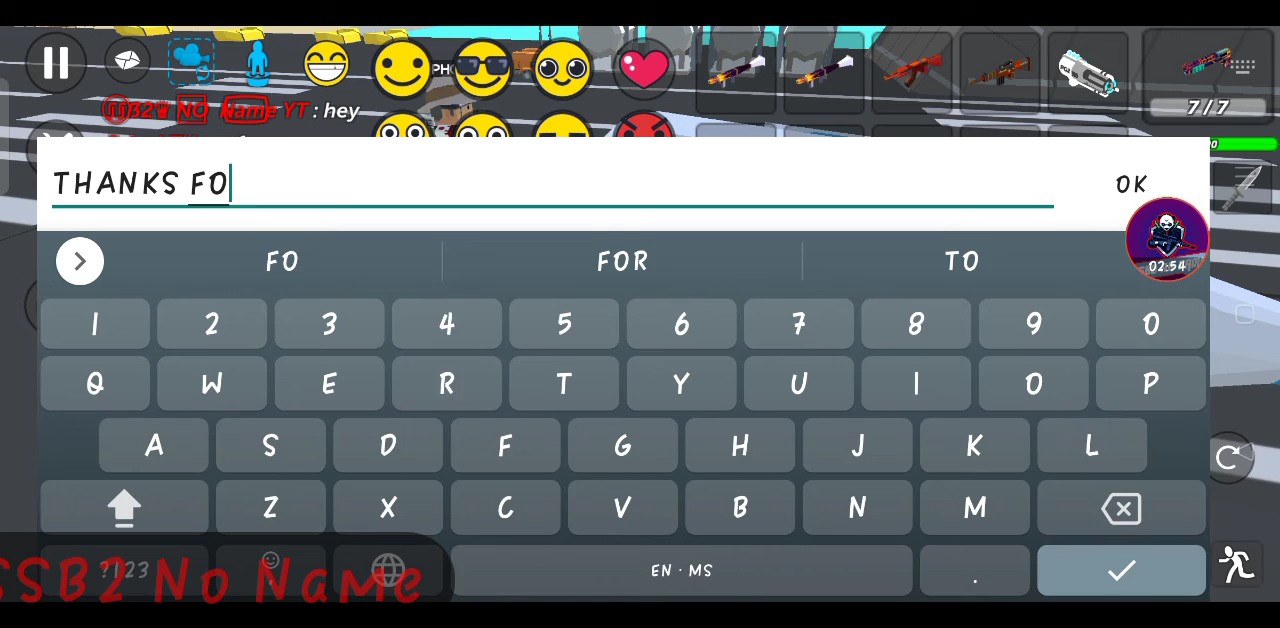 PH
B2♛ NO Name YT : hey
7/7
THANKS FO
OK
02:54
FO FOR TO
1 2 3 4 5 6 7 8 9 0
Q W E R T Y U I O P
A S D F G H J K L
Z X C V B N M
?123 , EN · MS .
SSB2 No Name